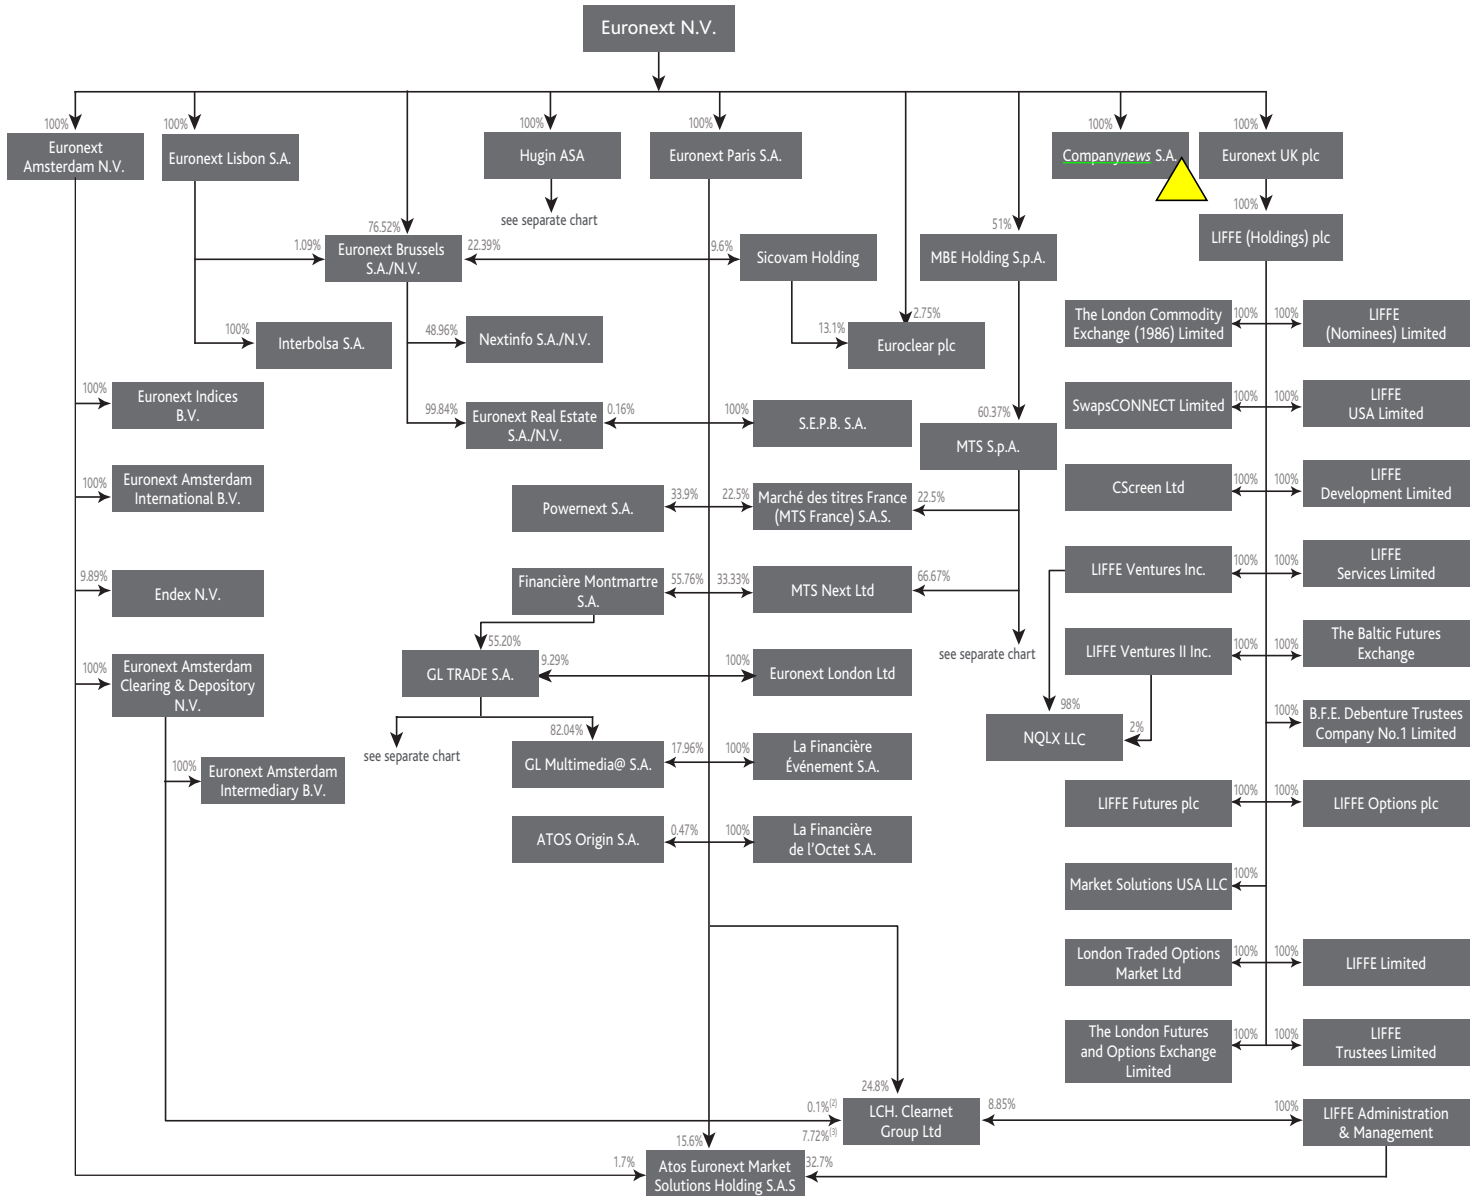 Euronext N.V.
100%
100%
100%
100%
100%
100%
Euronext
Amsterdam N.V.
Euronext Lisbon S.A.
Hugin ASA
Euronext Paris S.A.
Companynews S.A.
Euronext UK plc
see separate chart
100%
LIFFE (Holdings) plc
76.52%
51%
1.09%
Euronext Brussels
S.A./N.V.
22.39%
9.6%
Sicovam Holding
MBE Holding S.p.A.
100%
Interbolsa S.A.
48.96%
Nextinfo S.A./N.V.
13.1%
2.75%
Euroclear plc
The London Commodity
Exchange (1986) Limited
100%
100%
LIFFE
(Nominees) Limited
100%
Euronext Indices
B.V.
99.84%
Euronext Real Estate
S.A./N.V.
0.16%
100%
S.E.P.B. S.A.
60.37%
MTS S.p.A.
SwapsCONNECT Limited
100%
100%
LIFFE
USA Limited
100%
Euronext Amsterdam
International B.V.
Powernext S.A.
33.9%
22.5%
Marché des titres France
(MTS France) S.A.S.
22.5%
CScreen Ltd
100%
100%
LIFFE
Development Limited
9.89%
Endex N.V.
Financière Montmartre
S.A.
55.76%
33.33%
MTS Next Ltd
66.67%
LIFFE Ventures Inc.
100%
100%
LIFFE
Services Limited
see separate chart
100%
Euronext Amsterdam
Clearing & Depository
N.V.
55.20%
GL TRADE S.A.
9.29%
100%
Euronext London Ltd
LIFFE Ventures II Inc.
100%
100%
The Baltic Futures
Exchange
98%
NQLX LLC
2%
100%
B.F.E. Debenture Trustees
Company No.1 Limited
see separate chart
82.04%
GL Multimedia@ S.A.
17.96%
100%
La Financière
Événement S.A.
100%
Euronext Amsterdam
Intermediary B.V.
LIFFE Futures plc
100%
100%
LIFFE Options plc
ATOS Origin S.A.
0.47%
100%
La Financière
de l'Octet S.A.
Market Solutions USA LLC
100%
London Traded Options
Market Ltd
100%
100%
LIFFE Limited
The London Futures
and Options Exchange
Limited
100%
100%
LIFFE
Trustees Limited
24.8%
0.1%(2)
7.72%(3)
LCH. Clearnet
Group Ltd
8.85%
100%
LIFFE Administration
& Management
15.6%
1.7%
Atos Euronext Market
Solutions Holding S.A.S
32.7%